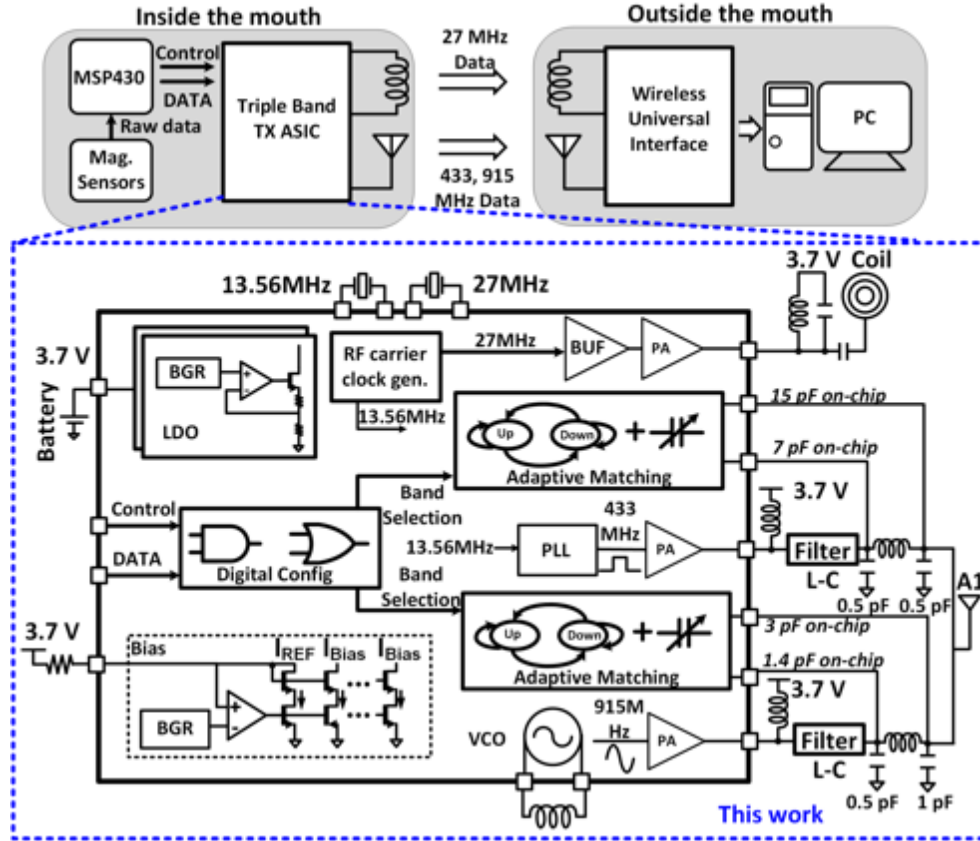 Inside the mouth
Outside the mouth
MSP430
Control
DATA
Raw data
Mag.
Sensors
Triple Band
TX ASIC
27 MHz
Data
433, 915
MHz Data
Wireless
Universal
Interface
PC
13.56MHz
27MHz
3.7 V Coil
3.7 V
Battery
BGR
LDO
RF carrier
clock gen.
27MHz
13.56MHz
BUF
PA
15 pF on-chip
Up
Down
Adaptive Matching
7 pF on-chip
Control
DATA
Digital Config
Band
Selection
433
MHz
13.56MHz
PLL
PA
3.7 V
Filter
L-C
0.5 pF
0.5 pF
A1
Band
Selection
Up
Down
Adaptive Matching
3 pF on-chip
1.4 pF on-chip
3.7 V
Bias
IREF
IBias
IBias
BGR
VCO
915M
Hz
PA
3.7 V
Filter
L-C
0.5 pF
1 pF
This work